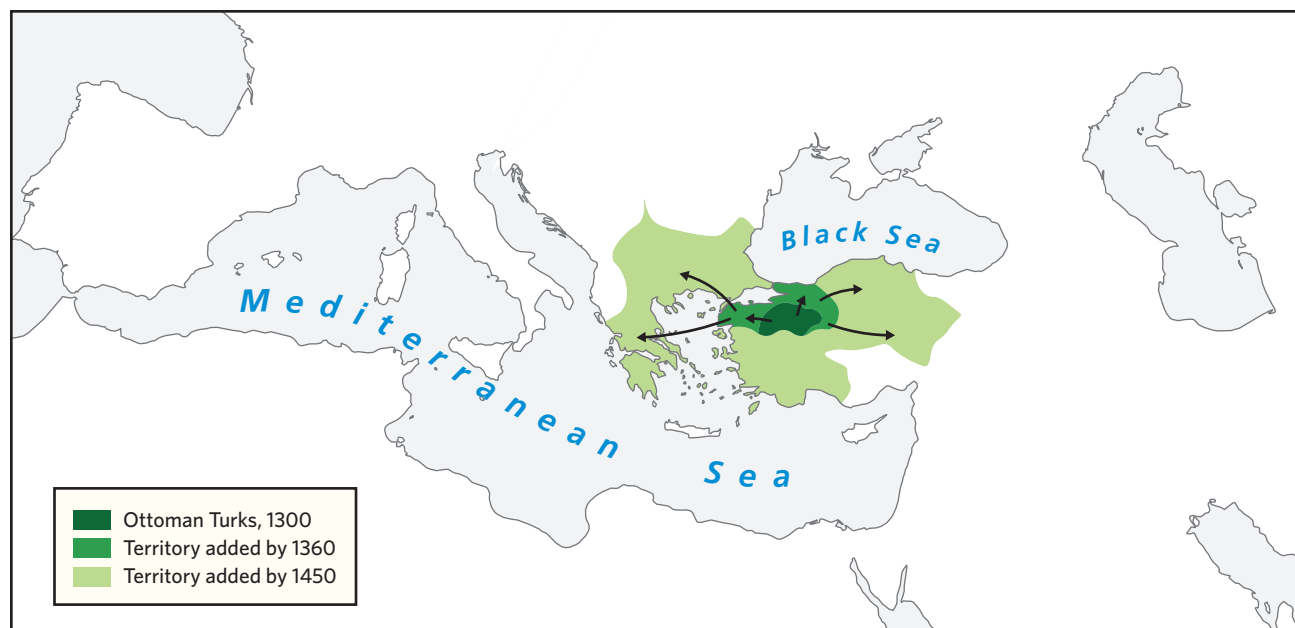 Black Sea
Mediterranean Sea
Ottoman Turks, 1300
Territory added by 1360
Territory added by 1450